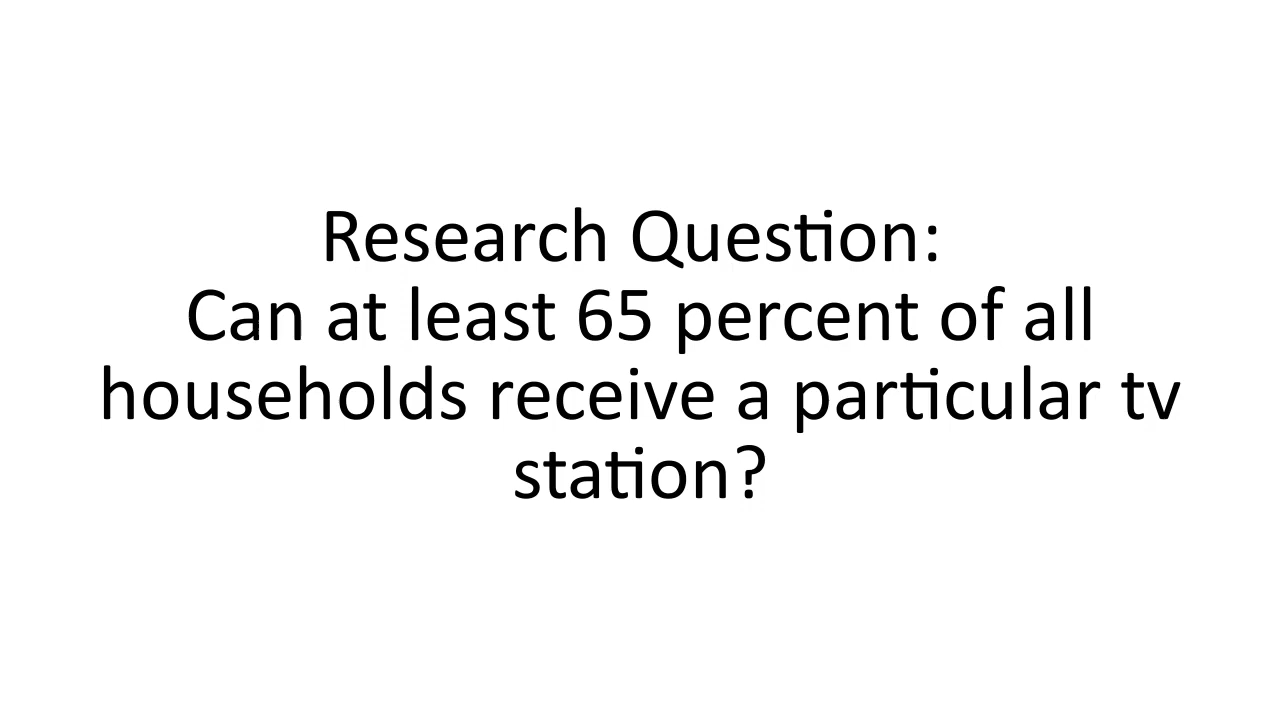 Research Question:
Can at least 65 percent of all
households receive a particular tv
station?